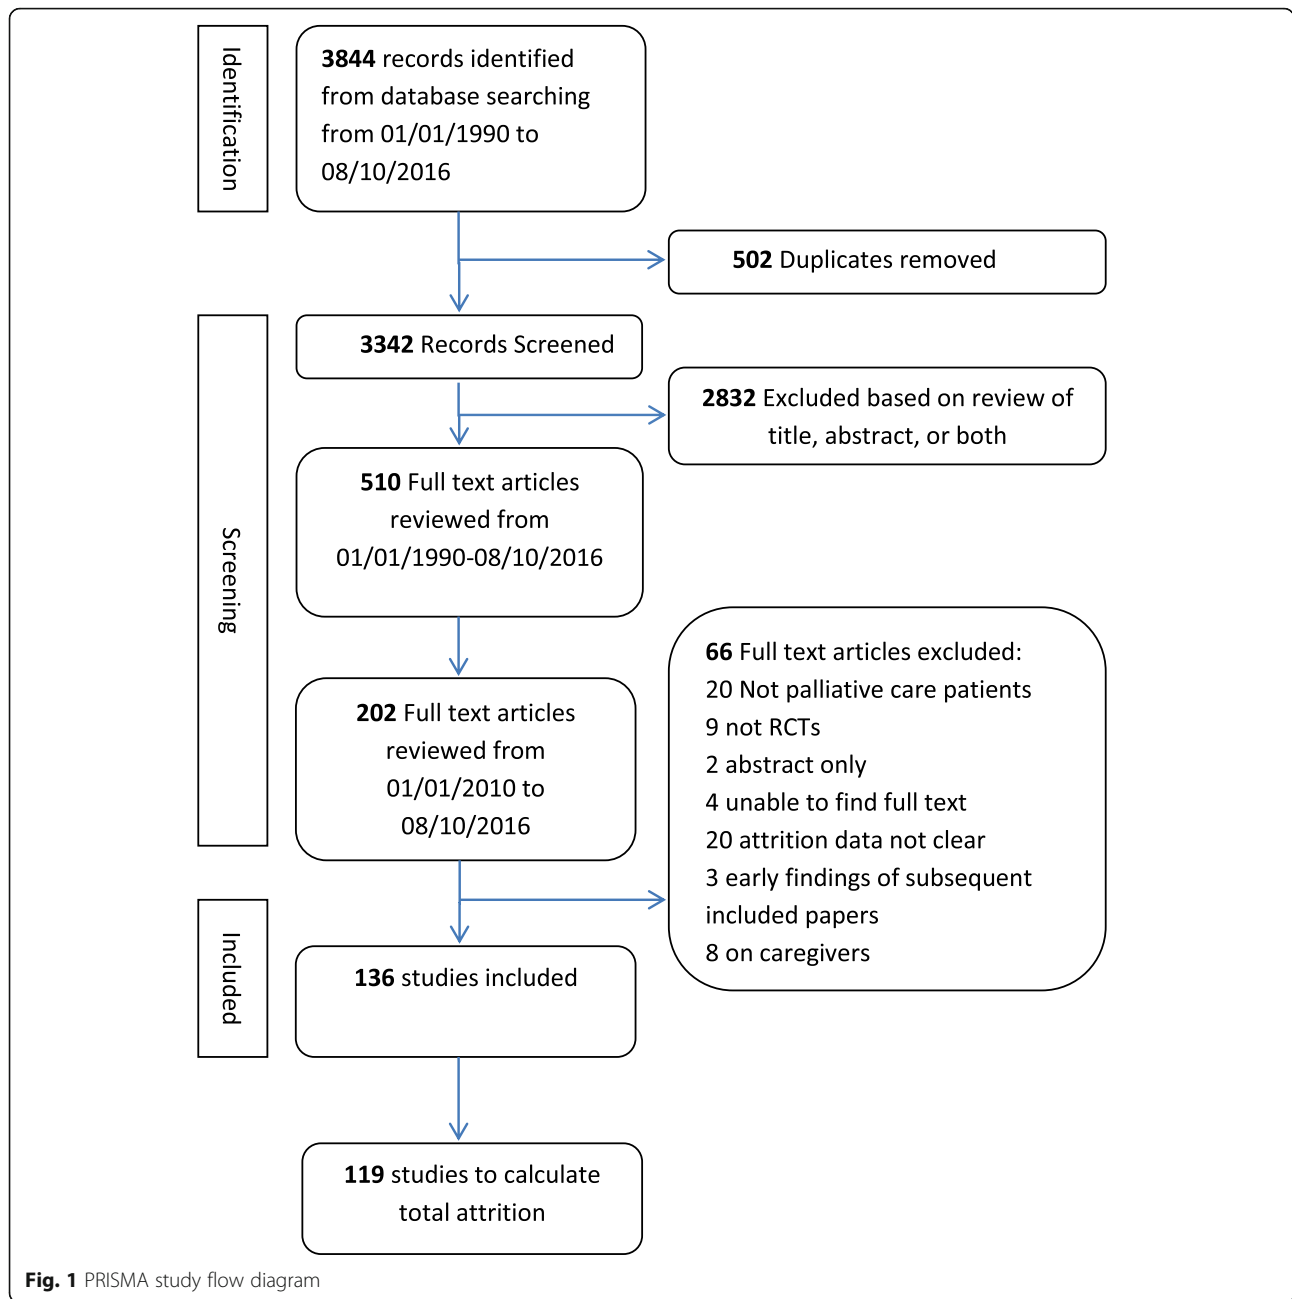 Identification
3844 records identified
from database searching
from 01/01/1990 to
08/10/2016
502 Duplicates removed
Screening
3342 Records Screened
2832 Excluded based on review of
title, abstract, or both
510 Full text articles
reviewed from
01/01/1990-08/10/2016
202 Full text articles
reviewed from
01/01/2010 to
08/10/2016
66 Full text articles excluded:
20 Not palliative care patients
9 not RCTs
2 abstract only
4 unable to find full text
20 attrition data not clear
3 early findings of subsequent
included papers
8 on caregivers
Included
136 studies included
119 studies to calculate
total attrition
Fig. 1 PRISMA study flow diagram